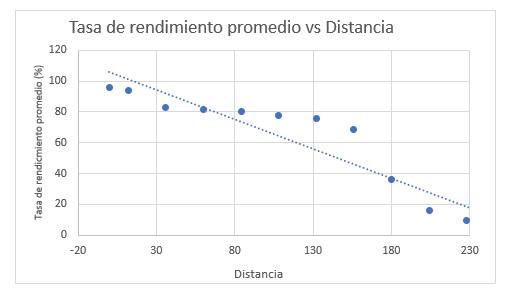 Tasa de rendimiento promedio vs Distancia
Tasa de rendicmiento promedio (%)
120
100
80
60
40
20
0
-20 30 80 130 180 230
Distancia